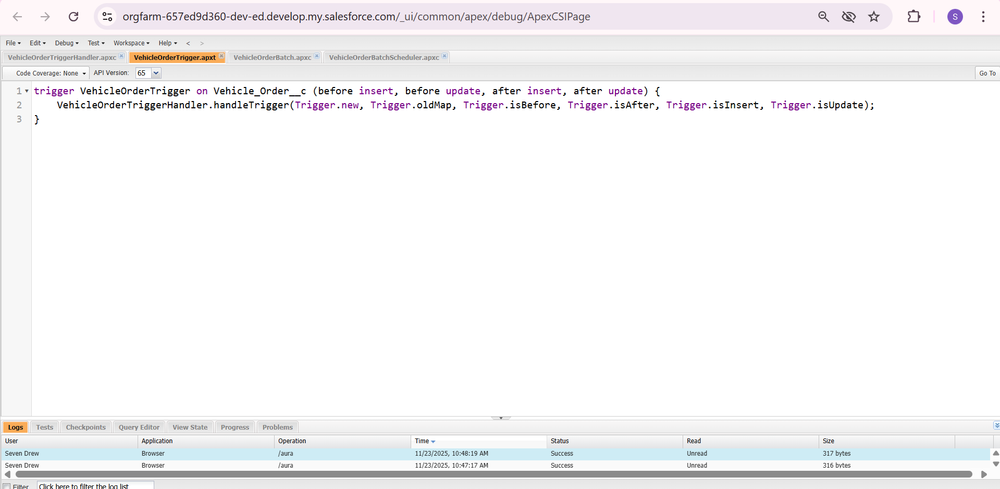 orgfarm-657ed9d360-dev-ed.develop.my.salesforce.com/_ui/common/apex/debug/ApexCSIPage
S
File Edit Debug Test Workspace Help < >
VehicleOrderTriggerHandler.apxc VehicleOrderTrigger.apxt VehicleOrderBatch.apxc VehicleOrderBatchScheduler.apxc
Code Coverage: None API Version: 65 Go To
1 trigger VehicleOrderTrigger on Vehicle_Order__c (before insert, before update, after insert, after update) {
2 VehicleOrderTriggerHandler.handleTrigger(Trigger.new, Trigger.oldMap, Trigger.isBefore, Trigger.isAfter, Trigger.isInsert, Trigger.isUpdate);
3 }
Logs Tests Checkpoints Query Editor View State Progress Problems
User Application Operation Time Status Read Size
Seven Drew Browser /aura 11/23/2025, 10:48:19 AM Success Unread 317 bytes
Seven Drew Browser /aura 11/23/2025, 10:47:17 AM Success Unread 316 bytes
Filter Click here to filter the log list